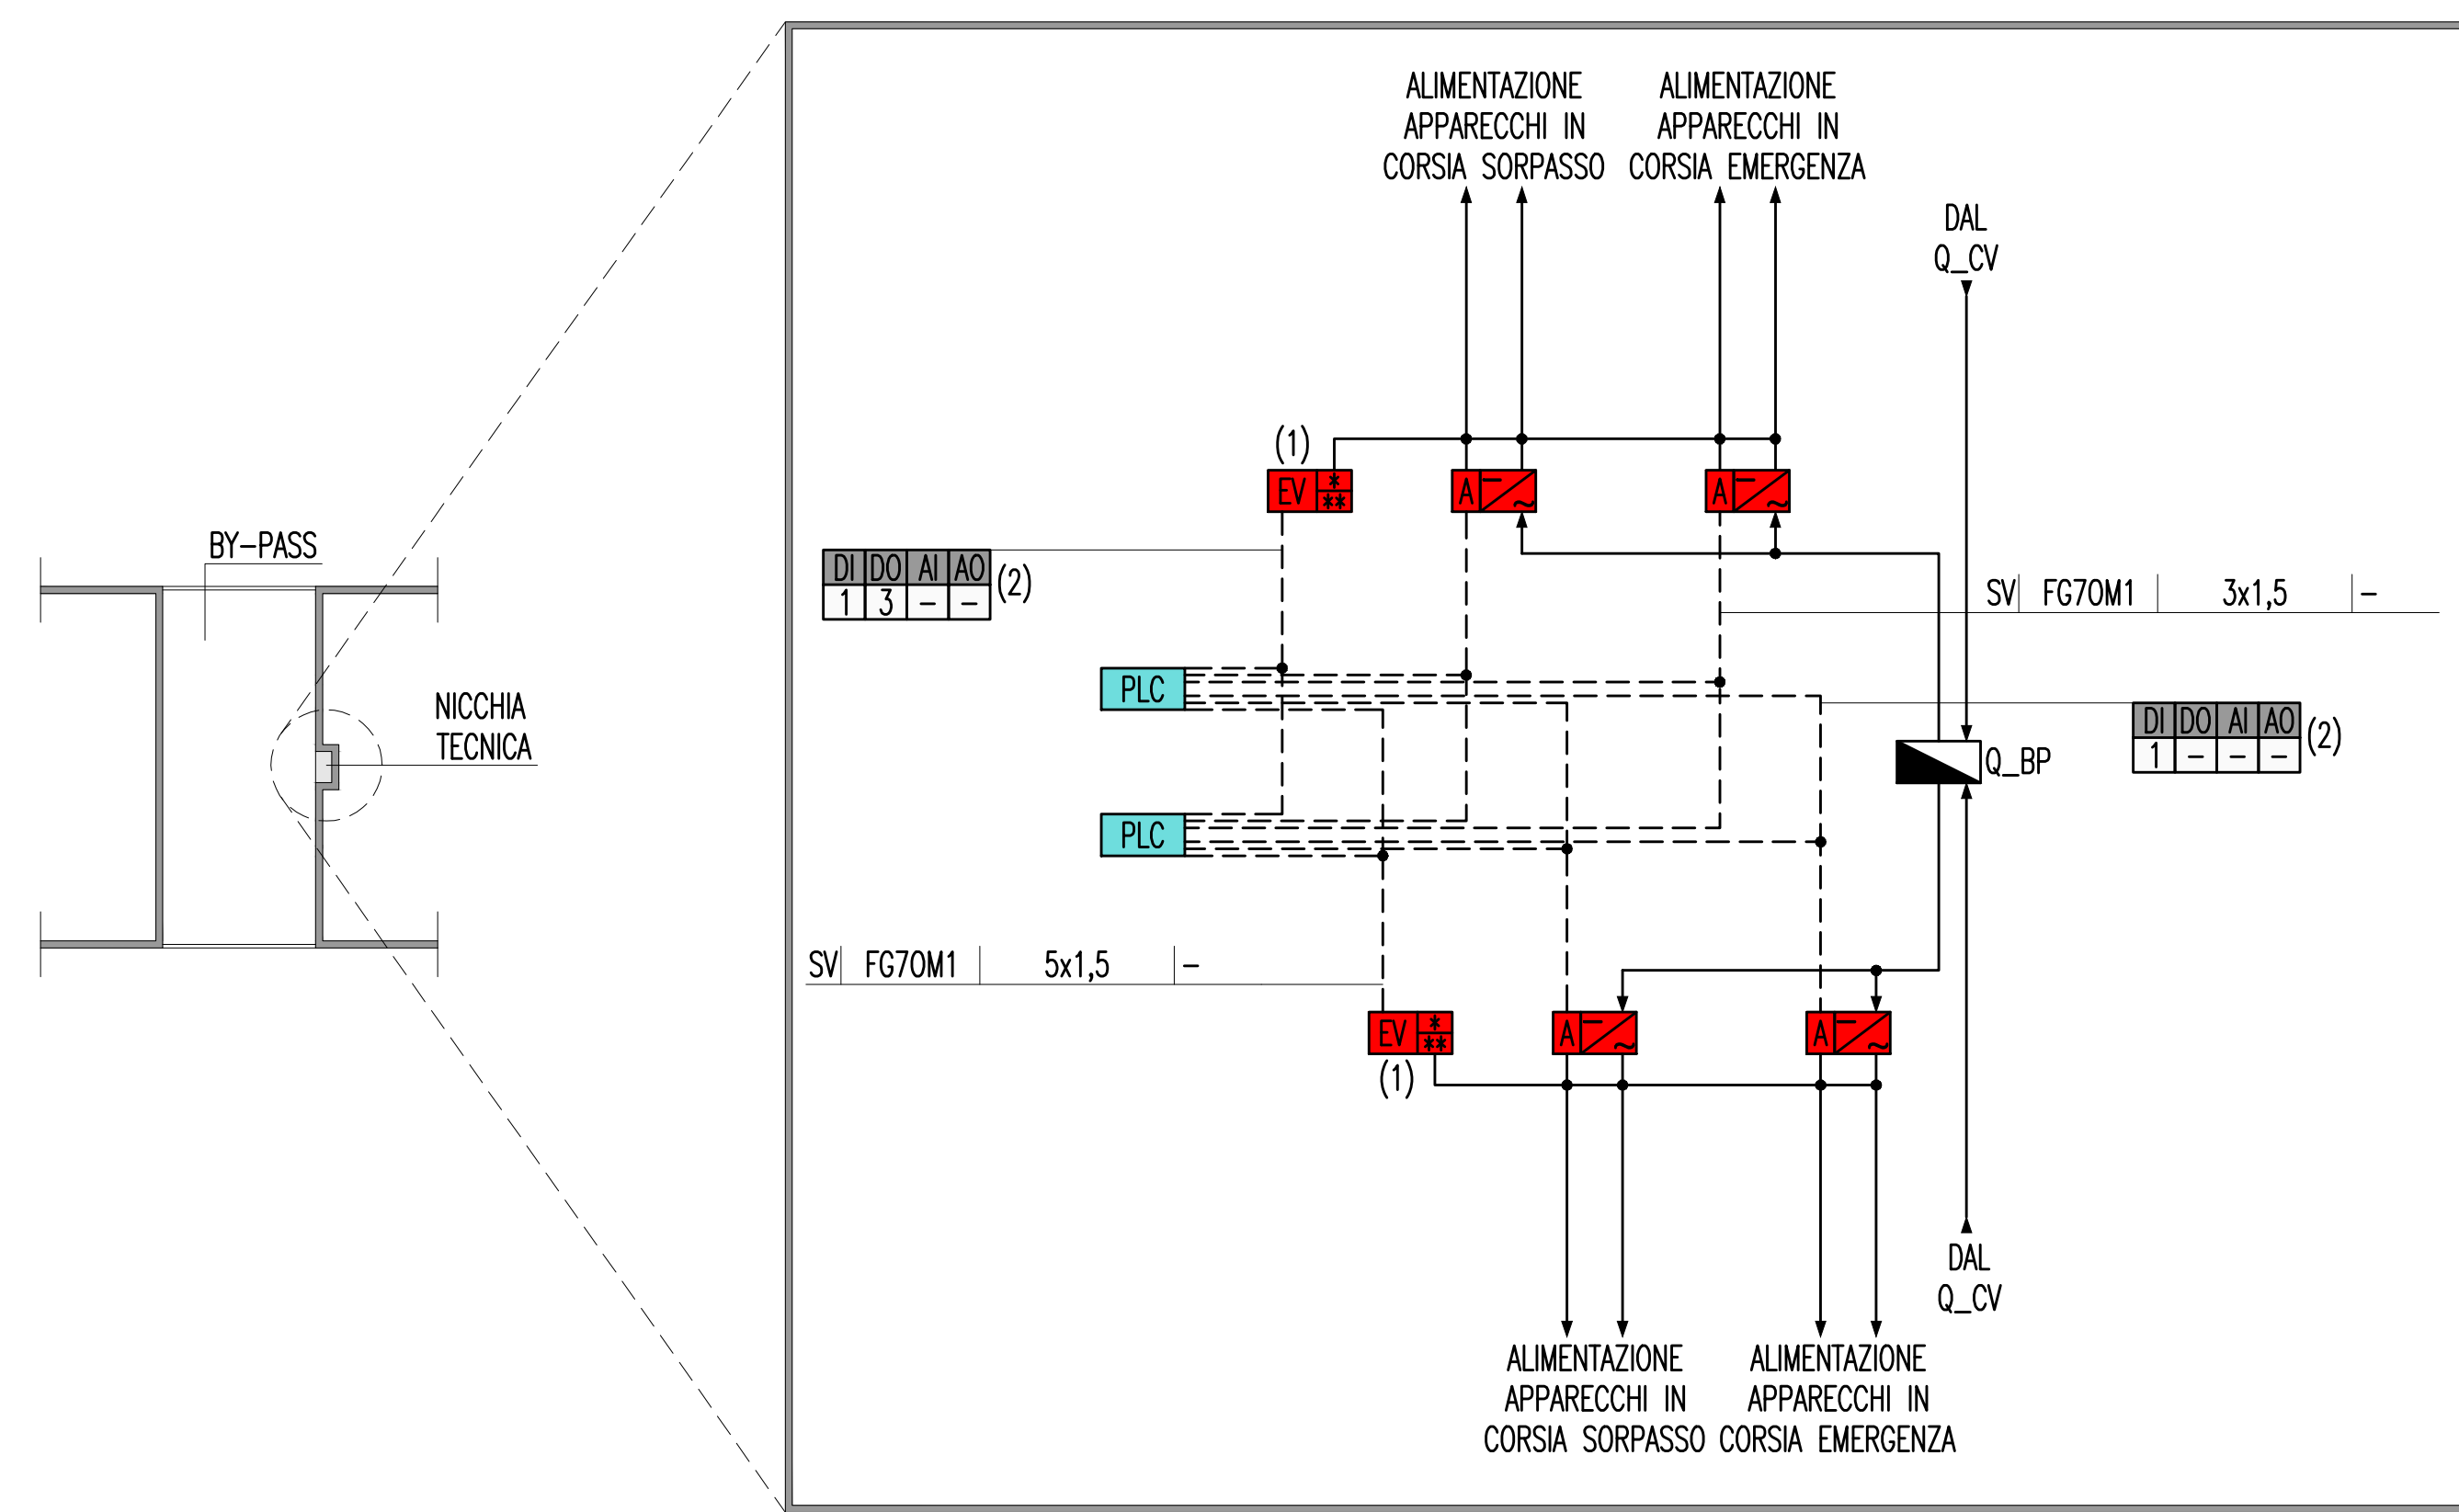 ALIMENTAZIONE
APPARECCHI IN
CORSIA SORPASSO
ALIMENTAZIONE
APPARECCHI IN
CORSIA EMERGENZA
DAL
Q_CV
(1)
EV * **
A – ~
A – ~
BY-PASS
DI DO AI AO (2)
1 3 – –
SV FG7OM1 3x1,5 –
NICCHIA
TECNICA
PLC
DI DO AI AO (2)
1 – – –
Q_BP
PLC
SV FG7OM1 5x1,5 –
EV * **
A – ~
A – ~
(1)
DAL
Q_CV
ALIMENTAZIONE
APPARECCHI IN
CORSIA SORPASSO
ALIMENTAZIONE
APPARECCHI IN
CORSIA EMERGENZA